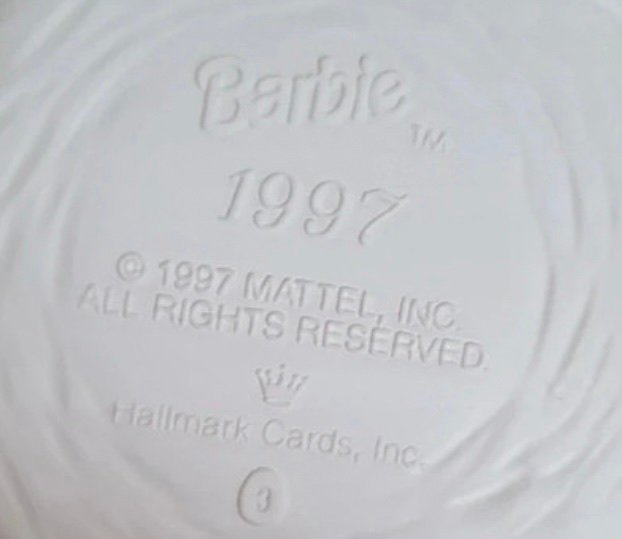 Barbie
TM
1997
© 1997 MATTEL, INC.
ALL RIGHTS RESERVED.
Hallmark Cards, Inc.
3